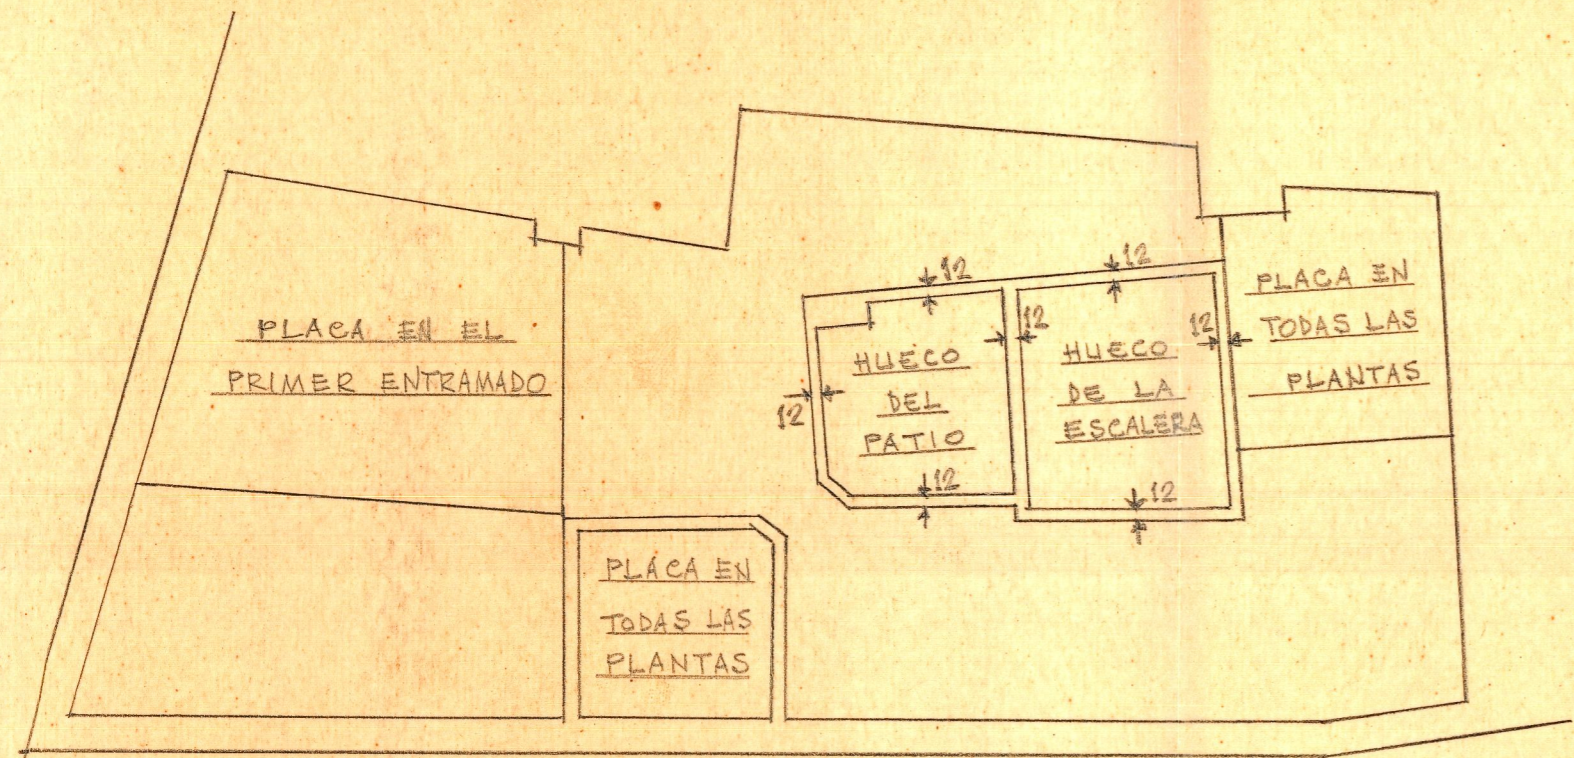 PLACA EN EL
PRIMER ENTRAMADO
12
12
PLACA EN
TODAS LAS
PLANTAS
12
12
HUECO
DEL
PATIO
HUECO
DE LA
ESCALERA
12
12
12
PLACA EN
TODAS LAS
PLANTAS